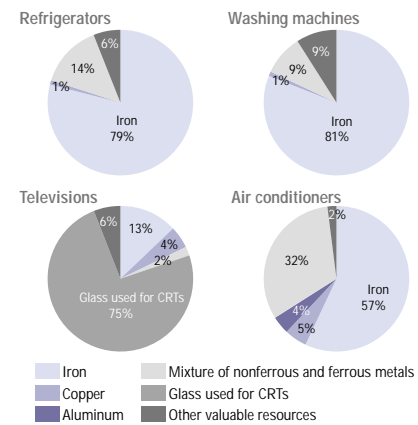 Refrigerators
6%
14%
1%
Iron
79%
Washing machines
9%
9%
1%
Iron
81%
Televisions
6%
13%
4%
2%
Glass used for CRTs
75%
Air conditioners
2%
32%
4%
5%
Iron
57%
Iron
Copper
Aluminum
Mixture of nonferrous and ferrous metals
Glass used for CRTs
Other valuable resources